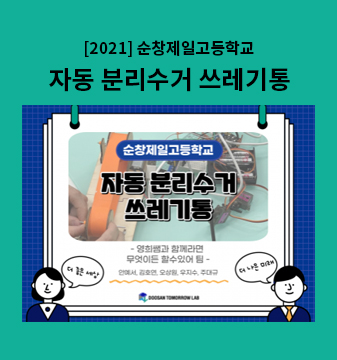 [2021] 순창제일고등학교
자동 분리수거 쓰레기통
순창제일고등학교
자동 분리수거
쓰레기통
- 영희쌤과 함께라면
무엇이든 할수있어 팀 -
안예서, 김호연, 오상원, 우지수, 주대규
더 좋은 세상
더 나은 미래
DOOSAN TOMORROW LAB